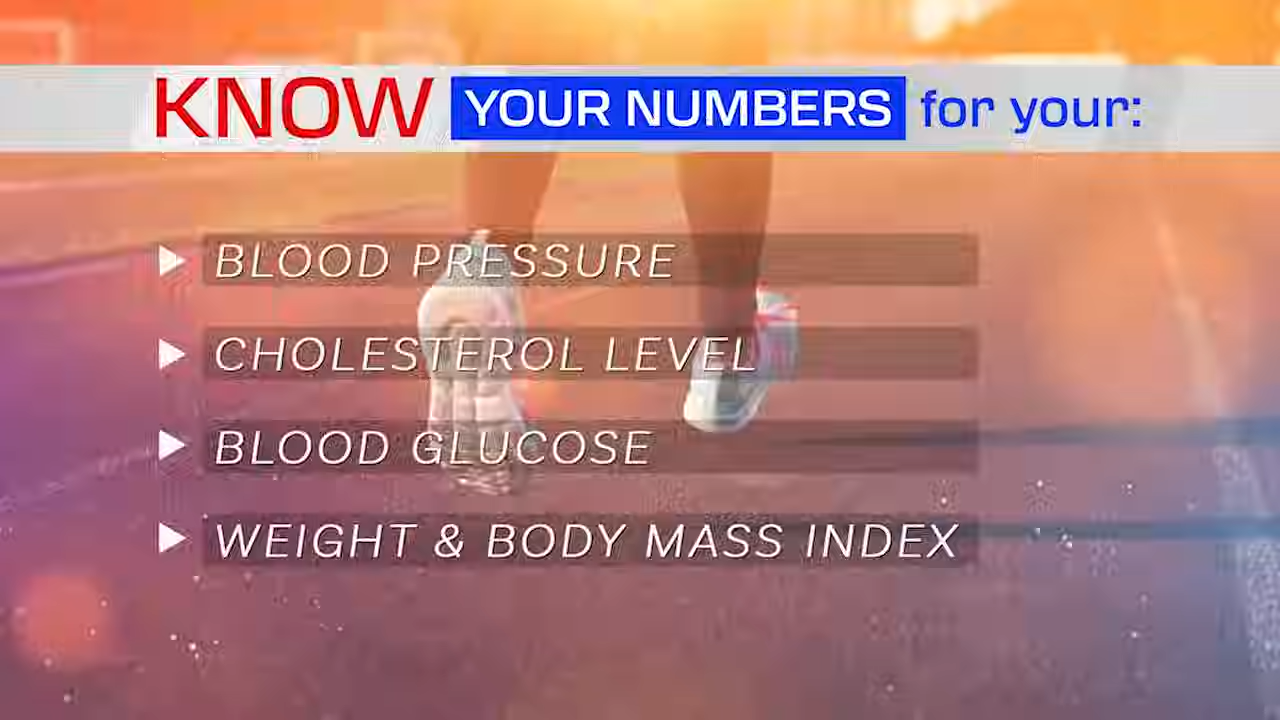 KNOW YOUR NUMBERS for your:
BLOOD PRESSURE
CHOLESTEROL LEVEL
BLOOD GLUCOSE
WEIGHT & BODY MASS INDEX